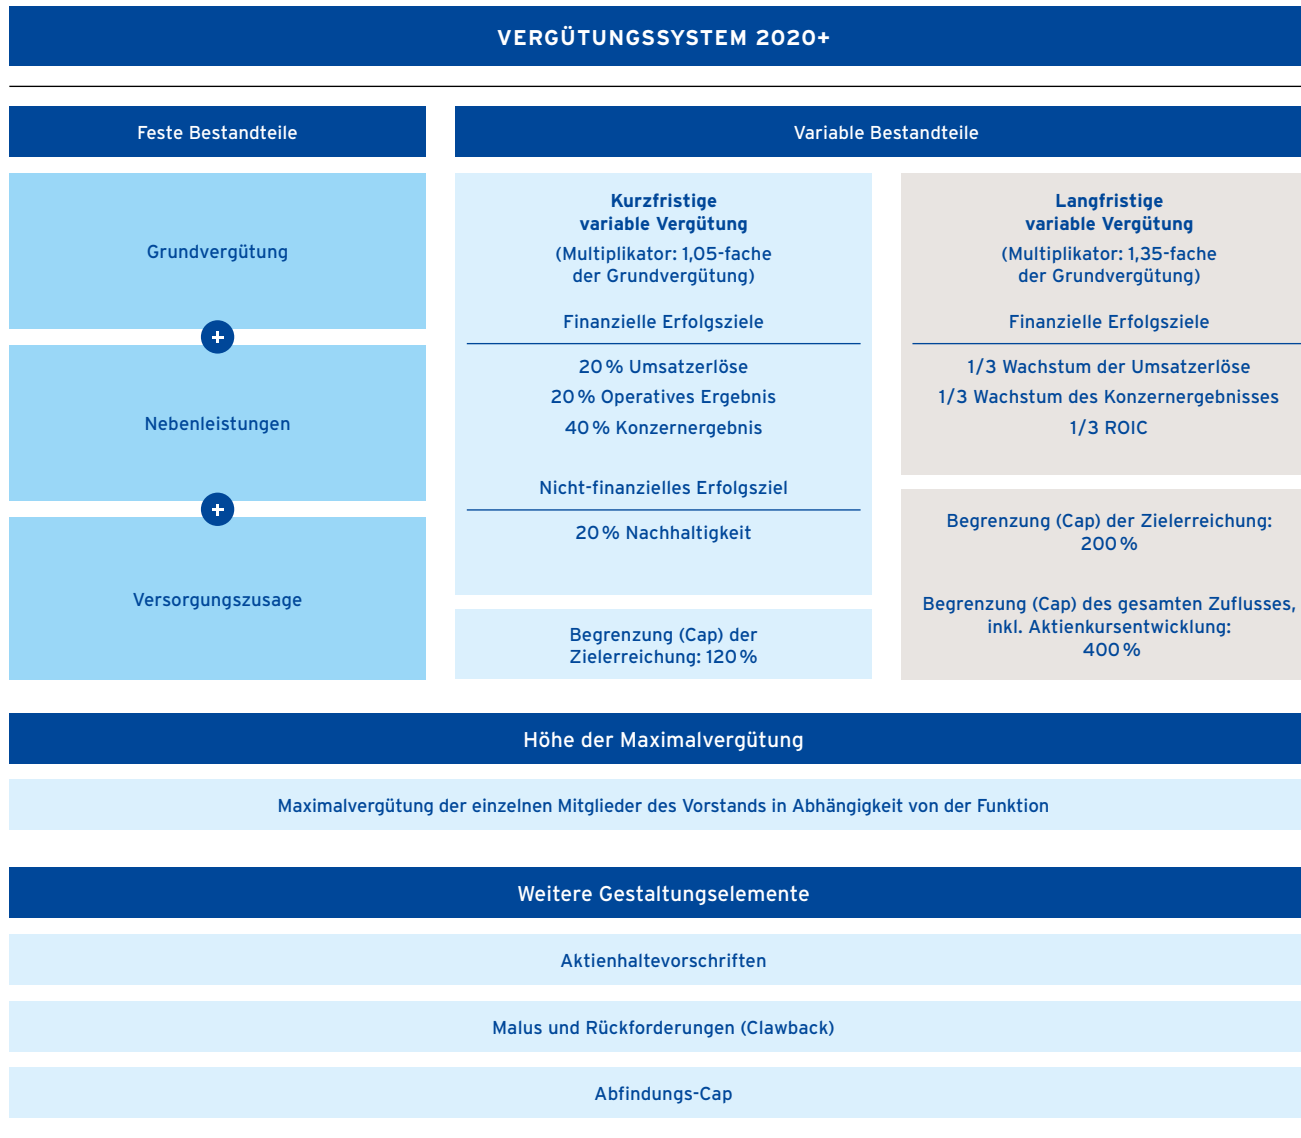 VERGÜTUNGSSYSTEM 2020+
Feste Bestandteile
Grundvergütung
+
Nebenleistungen
+
Versorgungszusage
Variable Bestandteile
Kurzfristige
variable Vergütung
(Multiplikator: 1,05-fache
der Grundvergütung)
Finanzielle Erfolgsziele
20 % Umsatzerlöse
20 % Operatives Ergebnis
40 % Konzernergebnis
Nicht-finanzielles Erfolgsziel
20 % Nachhaltigkeit
Begrenzung (Cap) der
Zielerreichung: 120 %
Langfristige
variable Vergütung
(Multiplikator: 1,35-fache
der Grundvergütung)
Finanzielle Erfolgsziele
1/3 Wachstum der Umsatzerlöse
1/3 Wachstum des Konzernergebnisses
1/3 ROIC
Begrenzung (Cap) der Zielerreichung:
200 %
Begrenzung (Cap) des gesamten Zuflusses,
inkl. Aktienkursentwicklung:
400 %
Höhe der Maximalvergütung
Maximalvergütung der einzelnen Mitglieder des Vorstands in Abhängigkeit von der Funktion
Weitere Gestaltungselemente
Aktienhaltevorschriften
Malus und Rückforderungen (Clawback)
Abfindungs-Cap